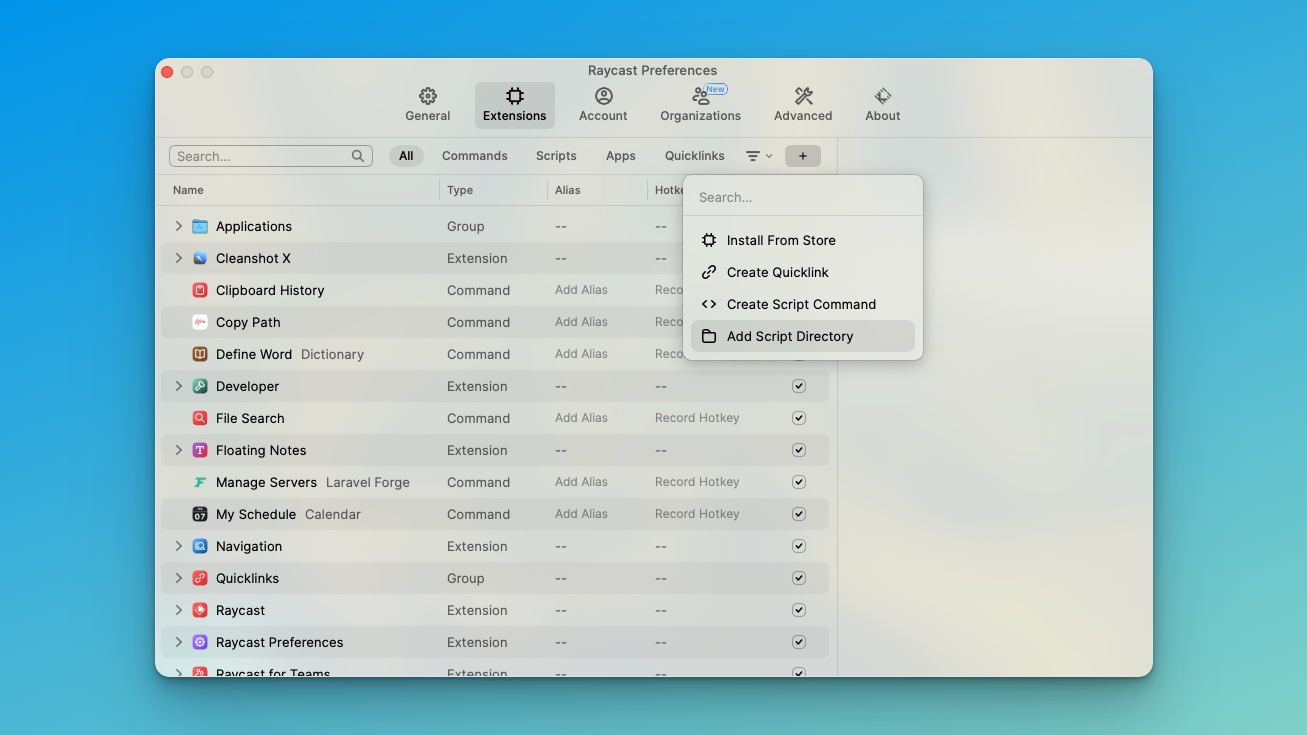 Raycast Preferences
General
Extensions
Account
New
Organizations
Advanced
About
Search...
All
Commands
Scripts
Apps
Quicklinks
+
Name Type Alias Hotke
Search...
Install From Store
Create Quicklink
Create Script Command
Add Script Directory
Applications Group -- --
Cleanshot X Extension -- --
Clipboard History Command Add Alias Reco
Copy Path Command Add Alias Reco
Define Word Dictionary Command Add Alias Reco
Developer Extension -- --
File Search Command Add Alias Record Hotkey
Floating Notes Extension -- --
Manage Servers Laravel Forge Command Add Alias Record Hotkey
07
My Schedule Calendar Command Add Alias Record Hotkey
Navigation Extension -- --
Quicklinks Group -- --
Raycast Extension -- --
Raycast Preferences Extension -- --
Raycast for Teams Extension -- --